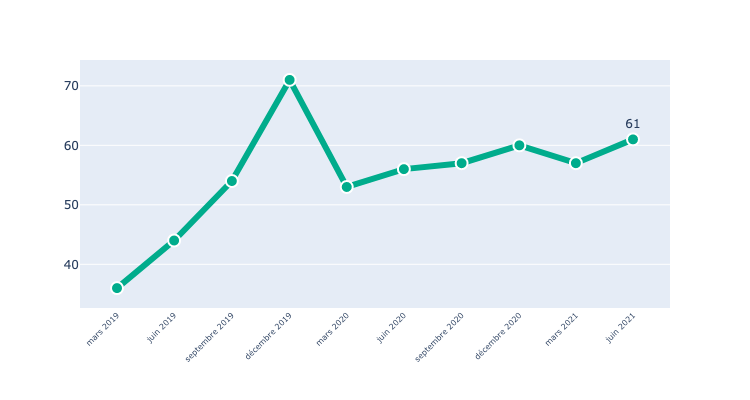 70
60
50
40
61
mars 2019
juin 2019
septembre 2019
décembre 2019
mars 2020
juin 2020
septembre 2020
décembre 2020
mars 2021
juin 2021